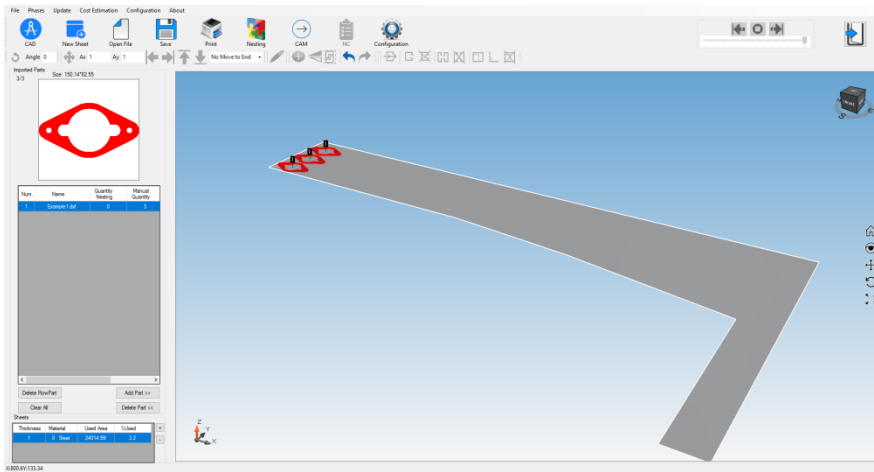 File Phases Update Cost Estimation Configuration About
CAD New Sheet Open File Save Print Nesting CAM NC Configuration
Angle 0 Ax 1 Ay 1 No Move to End
Imported Parts
3/3 Size: 150.14*82.55
Num. Name Quantity Nesting Manual Quantity
1 Example1.dxf 0 3
Delete RowPart Add Part >>
Clear All Delete Part <<
Sheets
Thickness Material Used Area %Used
1 0 Steel 24014.99 3.2
+
-
FRONT
S
Z
Y
X
X:800.6Y:133.34